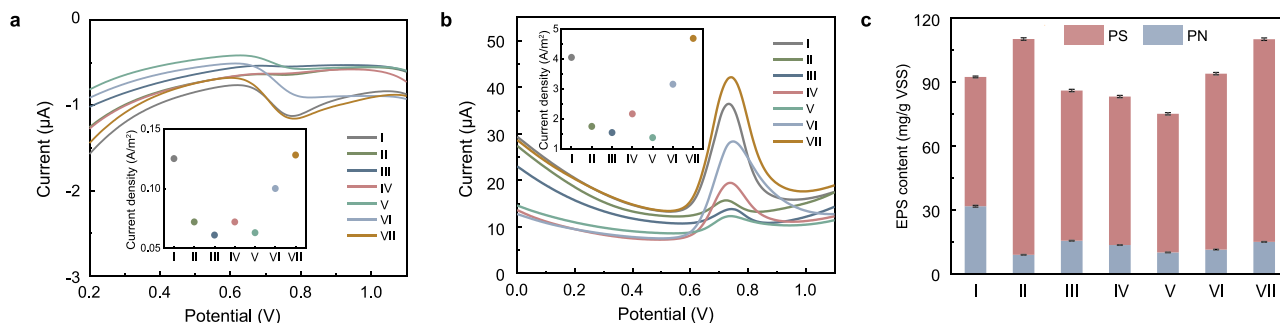 a
0
-1
-2
-3
Current (µA)
0.2 0.4 0.6 0.8 1.0
Potential (V)
0.15
0.10
0.05
Current density (A/m²)
I II III IV V VI VII
I
II
III
IV
V
VI
VII
b
50
40
30
20
10
0
Current (µA)
0.0 0.2 0.4 0.6 0.8 1.0
Potential (V)
5
4
3
2
1
Current density (A/m²)
I II III IV V VI VII
I
II
III
IV
V
VI
VII
c
PS PN
120
90
60
30
0
EPS content (mg/g VSS)
I II III IV V VI VII